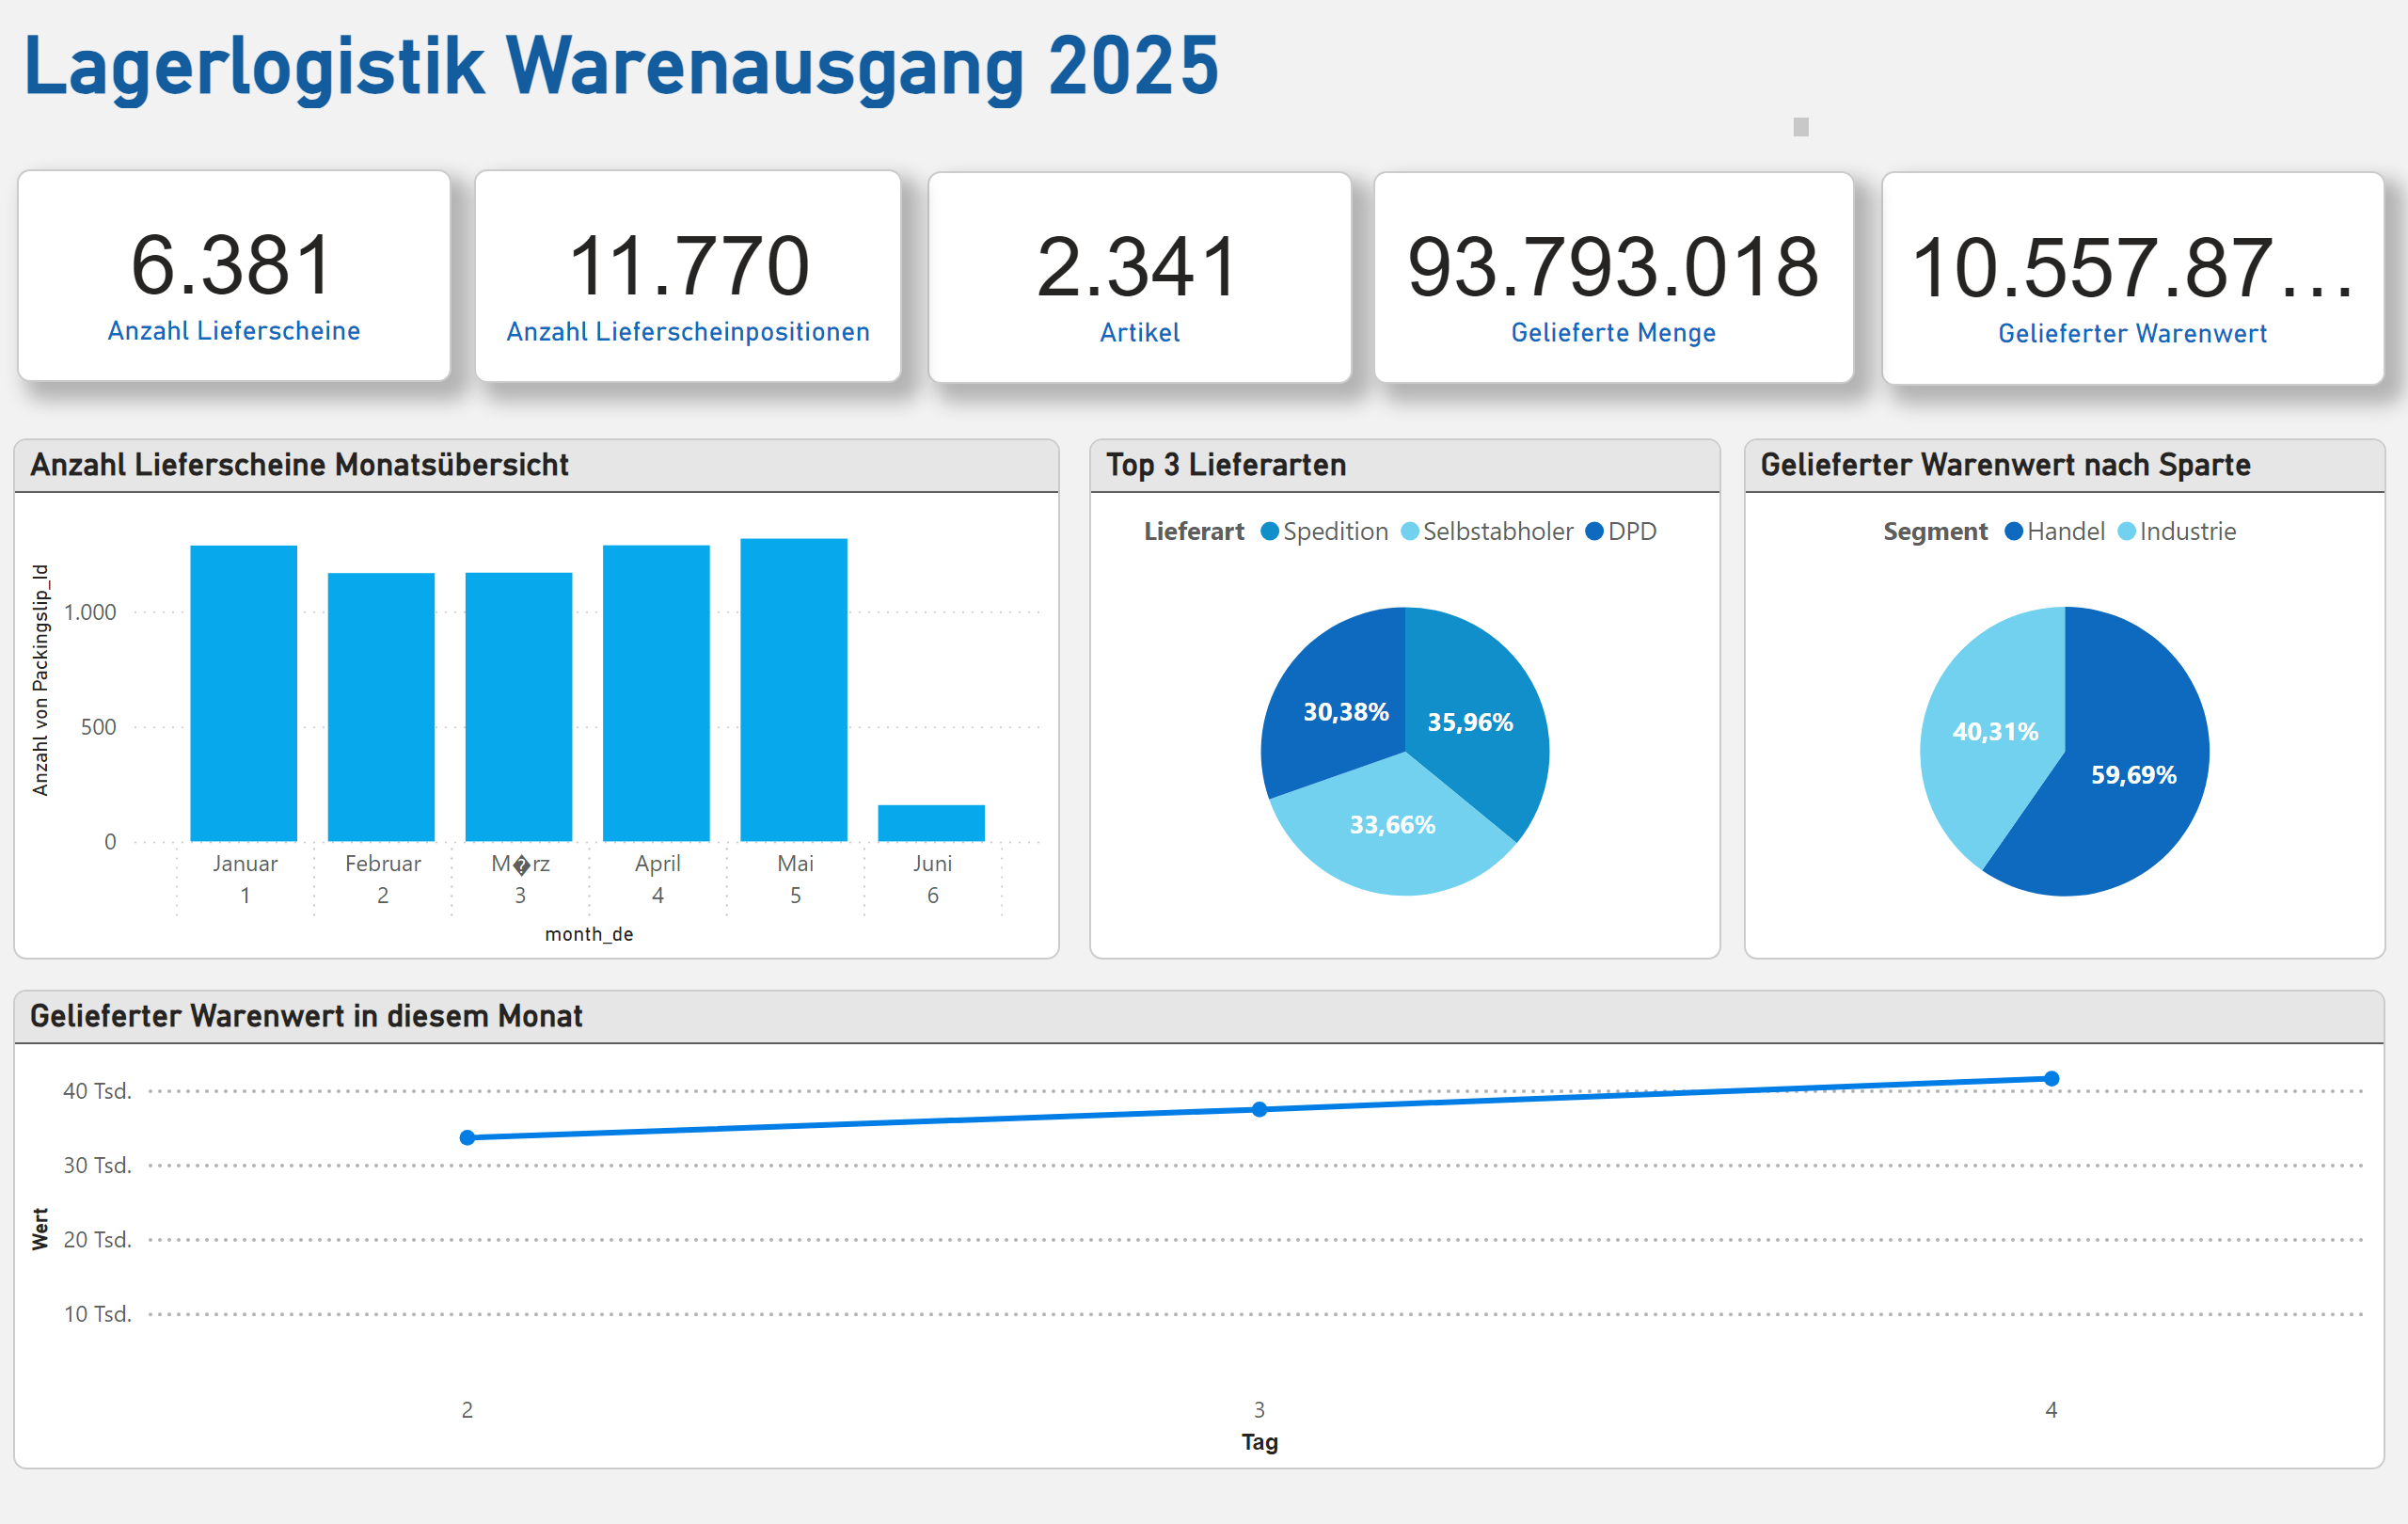 Lagerlogistik Warenausgang 2025
6.381
Anzahl Lieferscheine
11.770
Anzahl Lieferscheinpositionen
2.341
Artikel
93.793.018
Gelieferte Menge
10.557.87...
Gelieferter Warenwert
Anzahl Lieferscheine Monatsübersicht
Anzahl von Packingslip_Id
1.000
500
0
Januar Februar M�rz April Mai Juni
1 2 3 4 5 6
month_de
Top 3 Lieferarten
Lieferart Spedition Selbstabholer DPD
30,38%
35,96%
33,66%
Gelieferter Warenwert nach Sparte
Segment Handel Industrie
40,31%
59,69%
Gelieferter Warenwert in diesem Monat
Wert
40 Tsd.
30 Tsd.
20 Tsd.
10 Tsd.
2 3 4
Tag